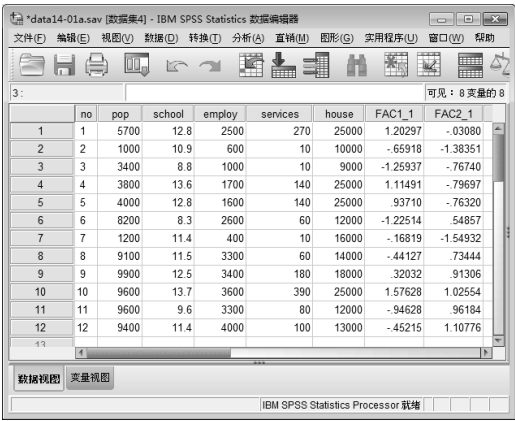 *data14-01a.sav [数据集4] - IBM SPSS Statistics 数据编辑器
文件(F) 编辑(E) 视图(V) 数据(D) 转换(T) 分析(A) 直销(M) 图形(G) 实用程序(U) 窗口(W) 帮助
3 : 可见： 8 变量的 8
no pop school employ services house FAC1_1 FAC2_1
1 1 5700 12.8 2500 270 25000 1.20297 -.03080
2 2 1000 10.9 600 10 10000 -.65918 -1.38351
3 3 3400 8.8 1000 10 9000 -1.25937 -.76740
4 4 3800 13.6 1700 140 25000 1.11491 -.79697
5 5 4000 12.8 1600 140 25000 .93710 -.76320
6 6 8200 8.3 2600 60 12000 -1.22514 .54857
7 7 1200 11.4 400 10 16000 -.16819 -1.54932
8 8 9100 11.5 3300 60 14000 -.44127 .73444
9 9 9900 12.5 3400 180 18000 .32032 .91306
10 10 9600 13.7 3600 390 25000 1.57628 1.02554
11 11 9600 9.6 3300 80 12000 -.94628 .96184
12 12 9400 11.4 4000 100 13000 -.45215 1.10776
13
数据视图 变量视图
IBM SPSS Statistics Processor 就绪